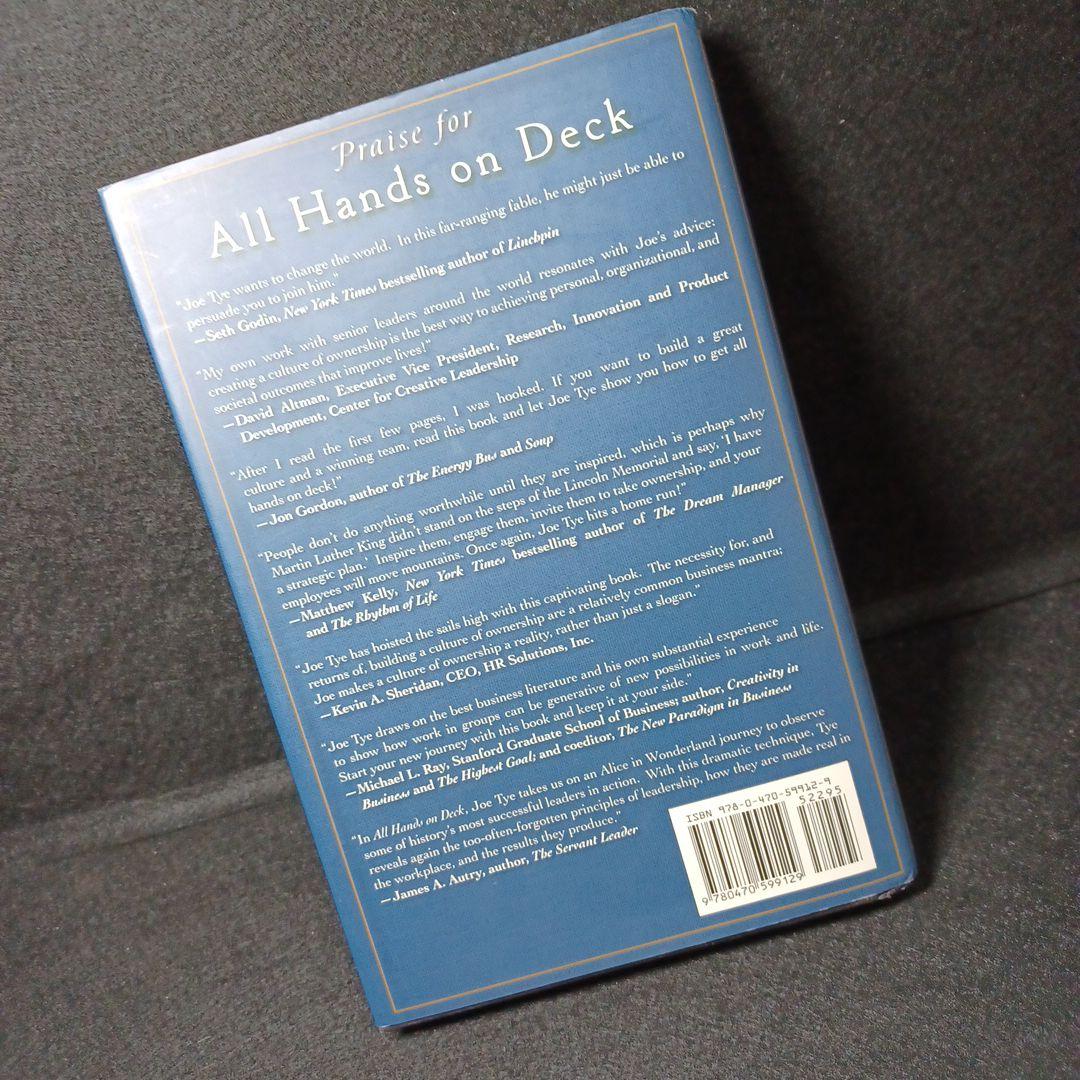 Praise for
All Hands on Deck
"Joe Tye wants to change the world. In this far-ranging fable, he might just be able to
persuade you to join him."
—Seth Godin, New York Times bestselling author of Linchpin
"My own work with senior leaders around the world resonates with Joe's advice:
creating a culture of ownership is the best way to achieving personal, organizational, and
societal outcomes that improve lives!"
—David Altman, Executive Vice President, Research, Innovation and Product
Development, Center for Creative Leadership
"After I read the first few pages, I was hooked. If you want to build a great
culture and a winning team, read this book and let Joe Tye show you how to get all
hands on deck!"
—Jon Gordon, author of The Energy Bus and Soup
"People don't do anything worthwhile until they are inspired, which is perhaps why
Martin Luther King didn't stand on the steps of the Lincoln Memorial and say, 'I have
a strategic plan.' Inspire them, engage them, invite them to take ownership, and your
employees will move mountains. Once again, Joe Tye hits a home run!"
—Matthew Kelly, New York Times bestselling author of The Dream Manager
and The Rhythm of Life
"Joe Tye has hoisted the sails high with this captivating book. The necessity for, and
returns of, building a culture of ownership are a relatively common business mantra;
Joe makes a culture of ownership a reality, rather than just a slogan."
—Kevin A. Sheridan, CEO, HR Solutions, Inc.
"Joe Tye draws on the best business literature and his own substantial experience
to show how work in groups can be generative of new possibilities in work and life.
Start your new journey with this book and keep it at your side."
—Michael L. Ray, Stanford Graduate School of Business; author, Creativity in
Business and The Highest Goal; and coeditor, The New Paradigm in Business
"In All Hands on Deck, Joe Tye takes us on an Alice in Wonderland journey to observe
some of history's most successful leaders in action. With this dramatic technique, Tye
reveals again the too-often-forgotten principles of leadership, how they are made real in
the workplace, and the results they produce."
—James A. Autry, author, The Servant Leader
ISBN 978-0-470-59912-9
52295
9 780470 599129